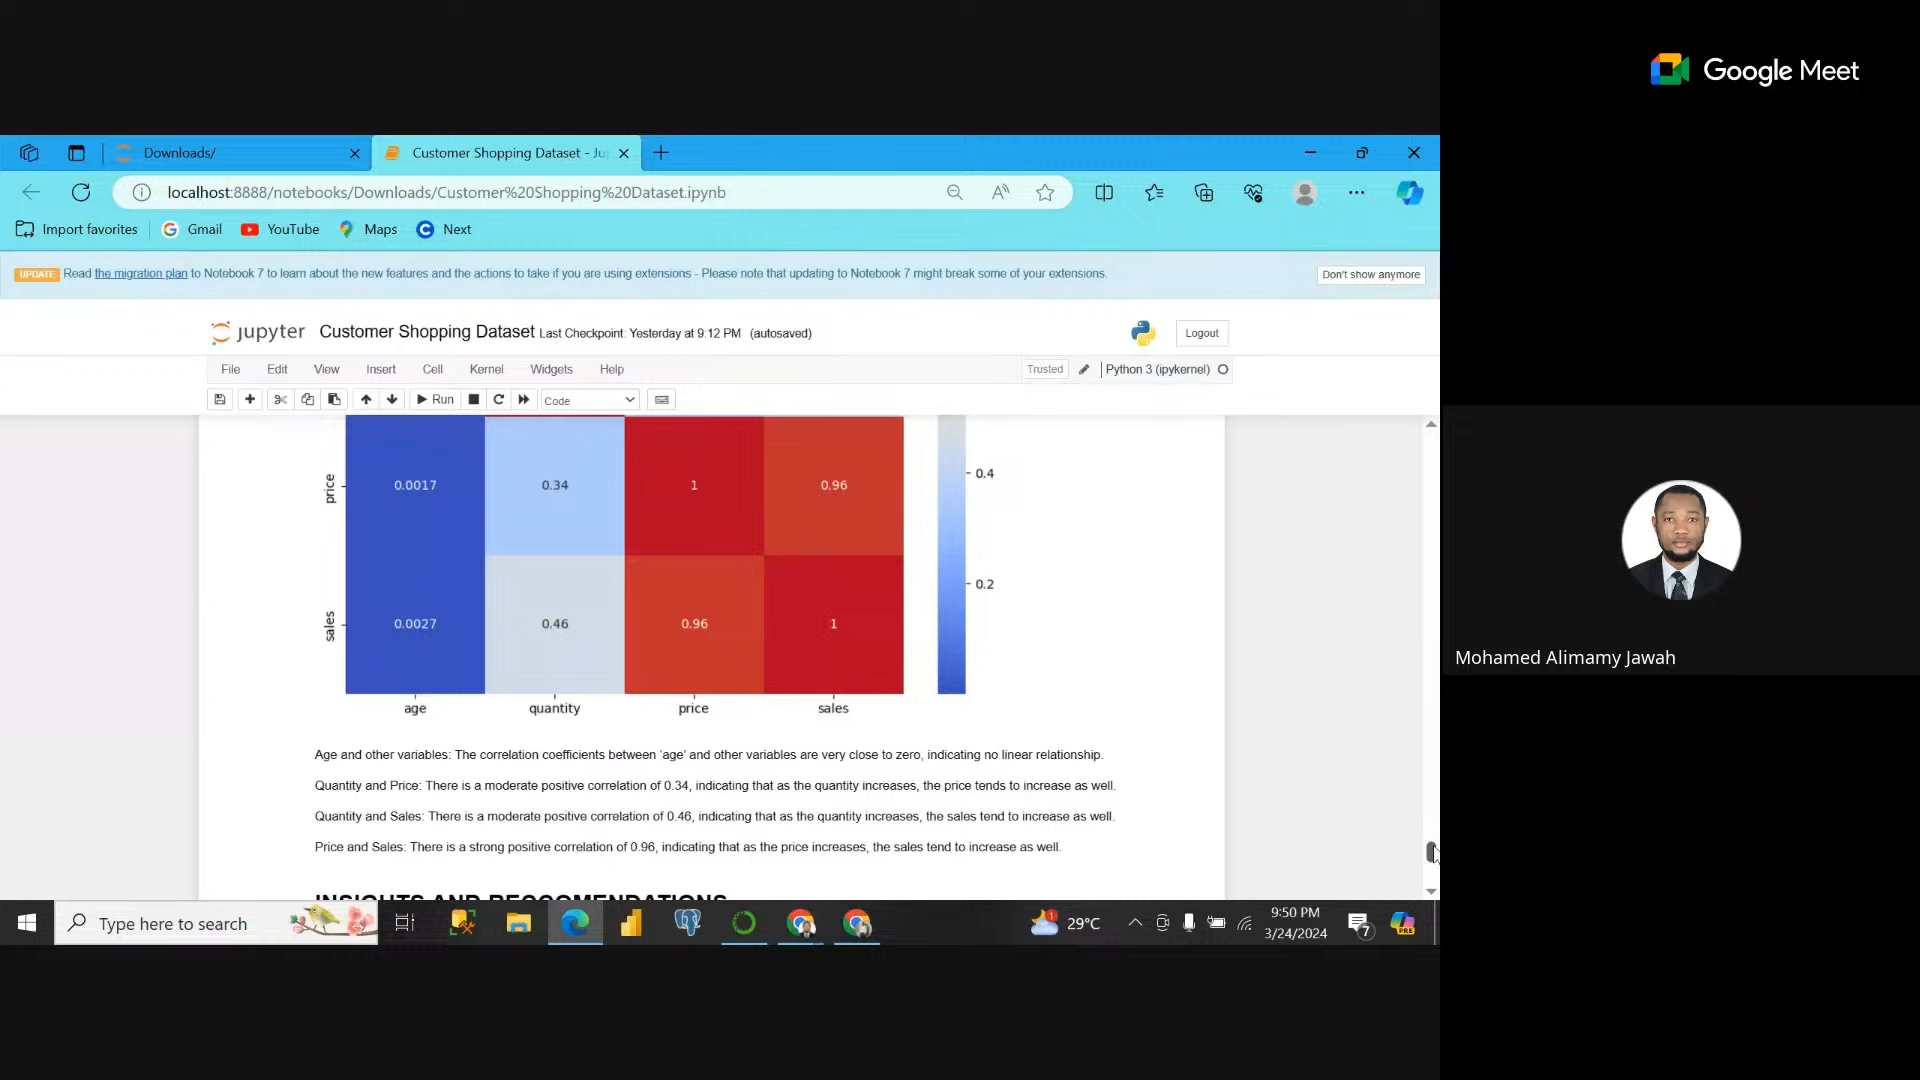 Google Meet
Downloads/
Customer Shopping Dataset - Ju
localhost:8888/notebooks/Downloads/Customer%20Shopping%20Dataset.ipynb
Import favorites
Gmail
YouTube
Maps
Next
UPDATE Read the migration plan to Notebook 7 to learn about the new features and the actions to take if you are using extensions - Please note that updating to Notebook 7 might break some of your extensions.
Don't show anymore
jupyter Customer Shopping Dataset Last Checkpoint: Yesterday at 9:12 PM (autosaved)
Logout
File Edit View Insert Cell Kernel Widgets Help
Trusted
Python 3 (ipykernel)
Run
Code
price
0.0017 0.34 1 0.96
0.4
0.2
sales
0.0027 0.46 0.96 1
age quantity price sales
Age and other variables: The correlation coefficients between 'age' and other variables are very close to zero, indicating no linear relationship.
Quantity and Price: There is a moderate positive correlation of 0.34, indicating that as the quantity increases, the price tends to increase as well.
Quantity and Sales: There is a moderate positive correlation of 0.46, indicating that as the quantity increases, the sales tend to increase as well.
Price and Sales: There is a strong positive correlation of 0.96, indicating that as the price increases, the sales tend to increase as well.
INSIGHTS AND RECCOMENDATIONS
Mohamed Alimamy Jawah
Type here to search
1
29°C
9:50 PM
3/24/2024
7
PRE